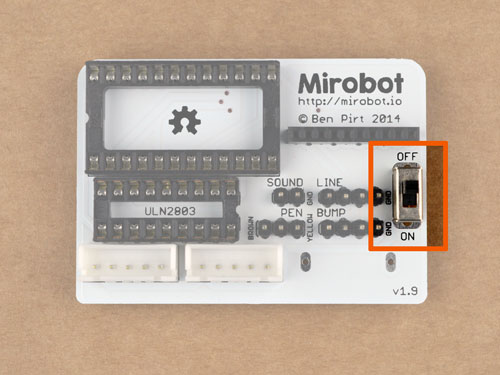 Mirobot
http://mirobot.io
© Ben Pirt 2014
OFF
SOUND
GND
LINE
GND
ULN2803
BROWN
PEN
YELLOW
BUMP
GND
ON
v1.9